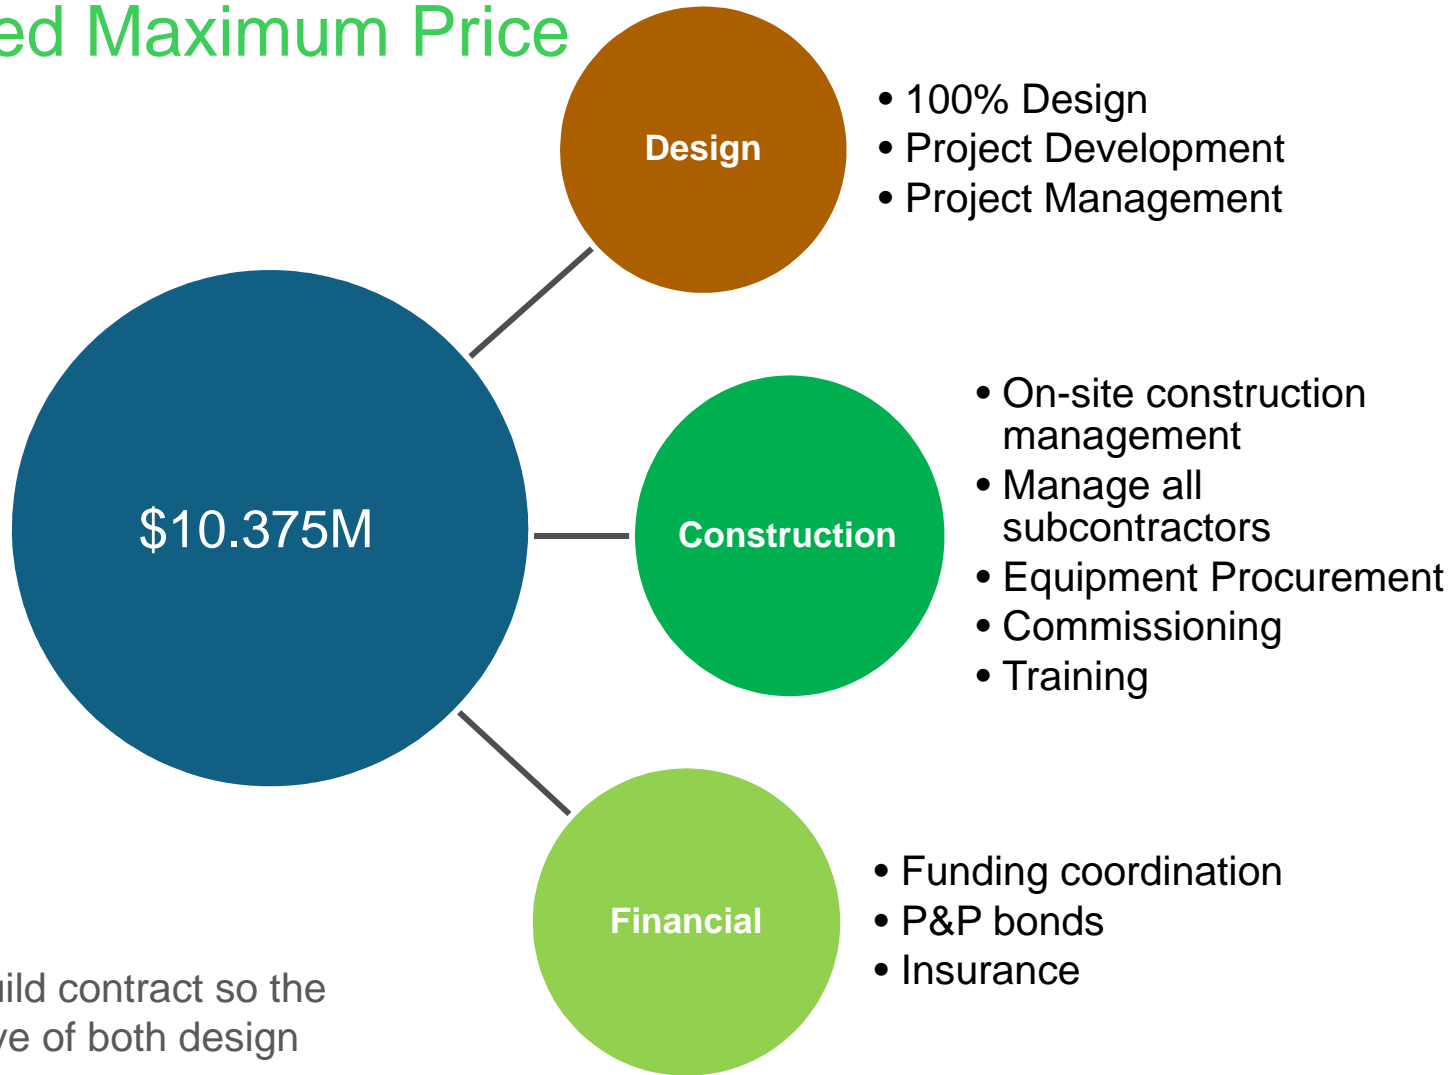 ed Maximum Price
Design
• 100% Design
• Project Development
• Project Management
$10.375M
Construction
• On-site construction
management
• Manage all
subcontractors
• Equipment Procurement
• Commissioning
• Training
Financial
• Funding coordination
• P&P bonds
• Insurance
uild contract so the
ve of both design